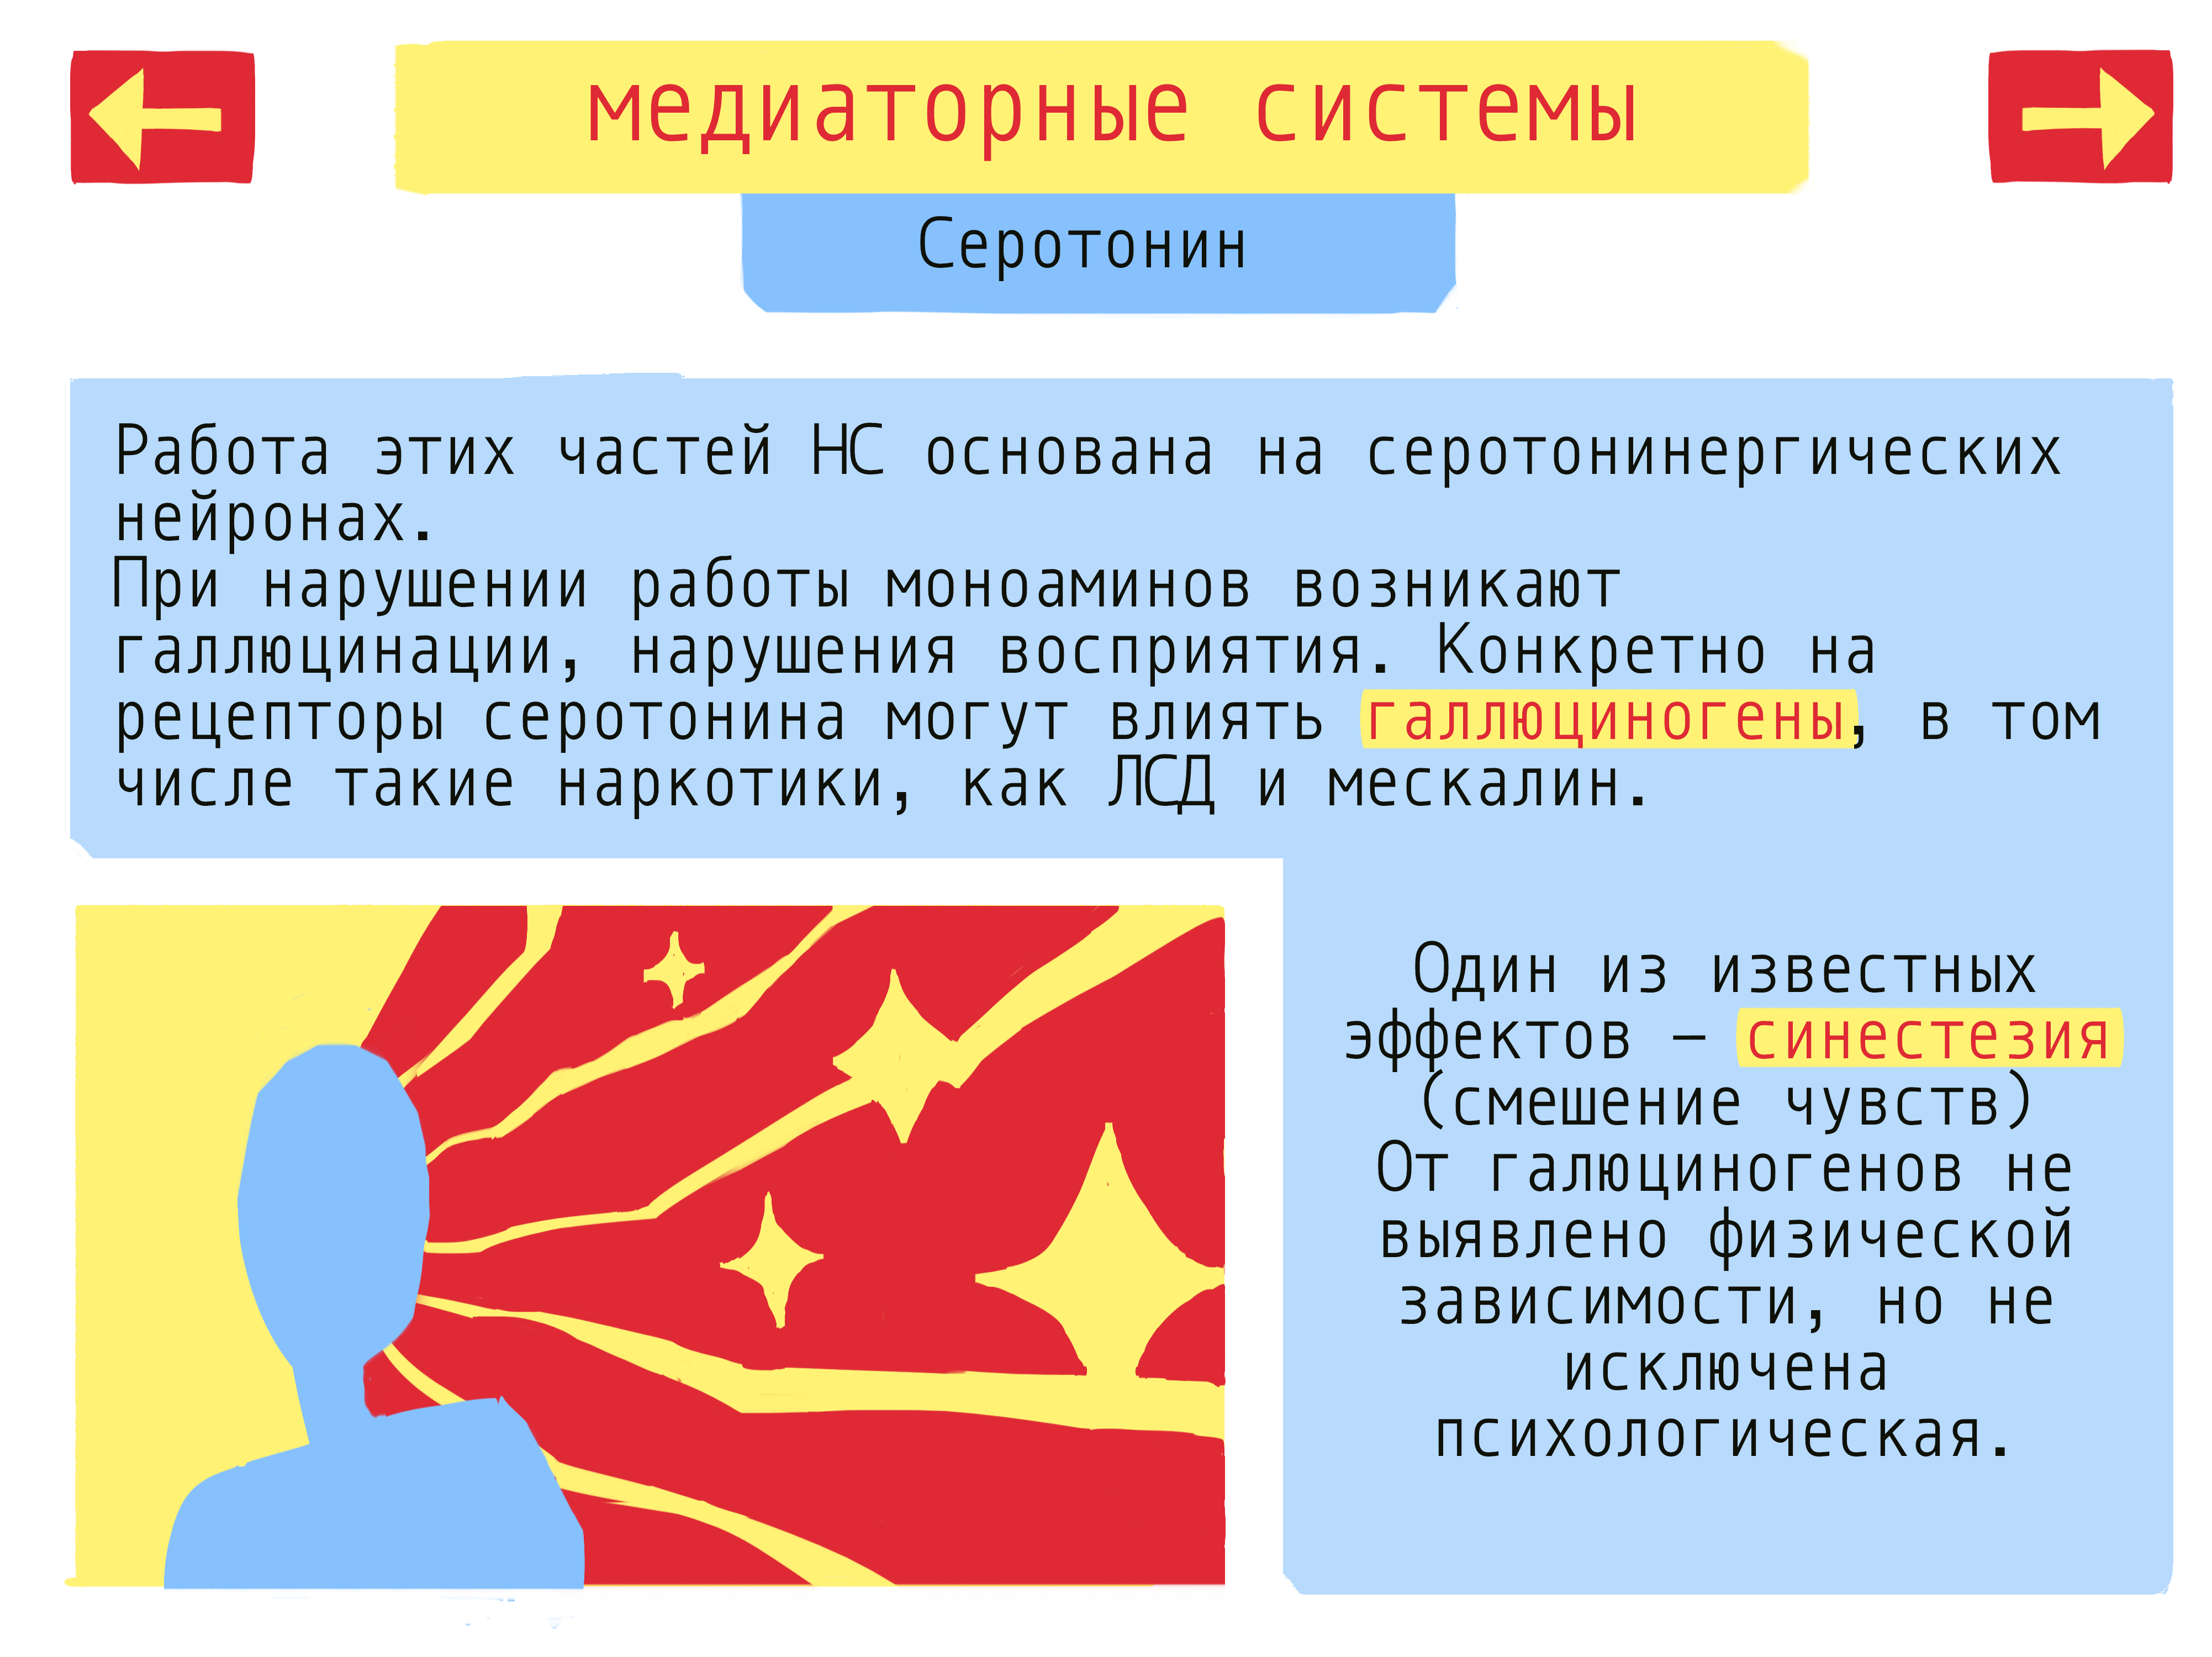 медиаторные системы
Серотонин
Работа этих частей НС основана на серотонинергических
нейронах.
При нарушении работы моноаминов возникают
галлюцинации, нарушения восприятия. Конкретно на
рецепторы серотонина могут влиять галлюциногены, в том
числе такие наркотики, как ЛСД и мескалин.
Один из известных
эффектов – синестезия
(смешение чувств)
От галюциногенов не
выявлено физической
зависимости, но не
исключена
психологическая.